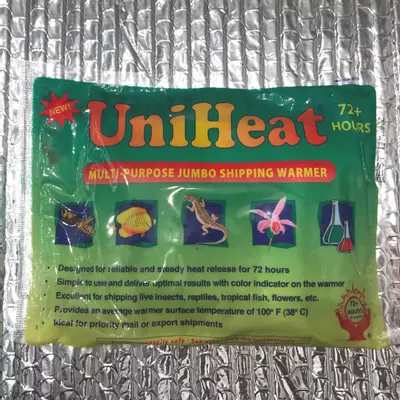 NEW!
UniHeat
72+
HOURS
MULTI-PURPOSE JUMBO SHIPPING WARMER
• Designed for reliable and steady heat release for 72 hours
• Simple to use and deliver optimal results with color indicator on the warmer
• Excellent for shipping live insects, reptiles, tropical fish, flowers, etc.
• Provides an average warmer surface temperature of 100° F (38° C)
• Ideal for priority mail or export shipments
72+
HOURS